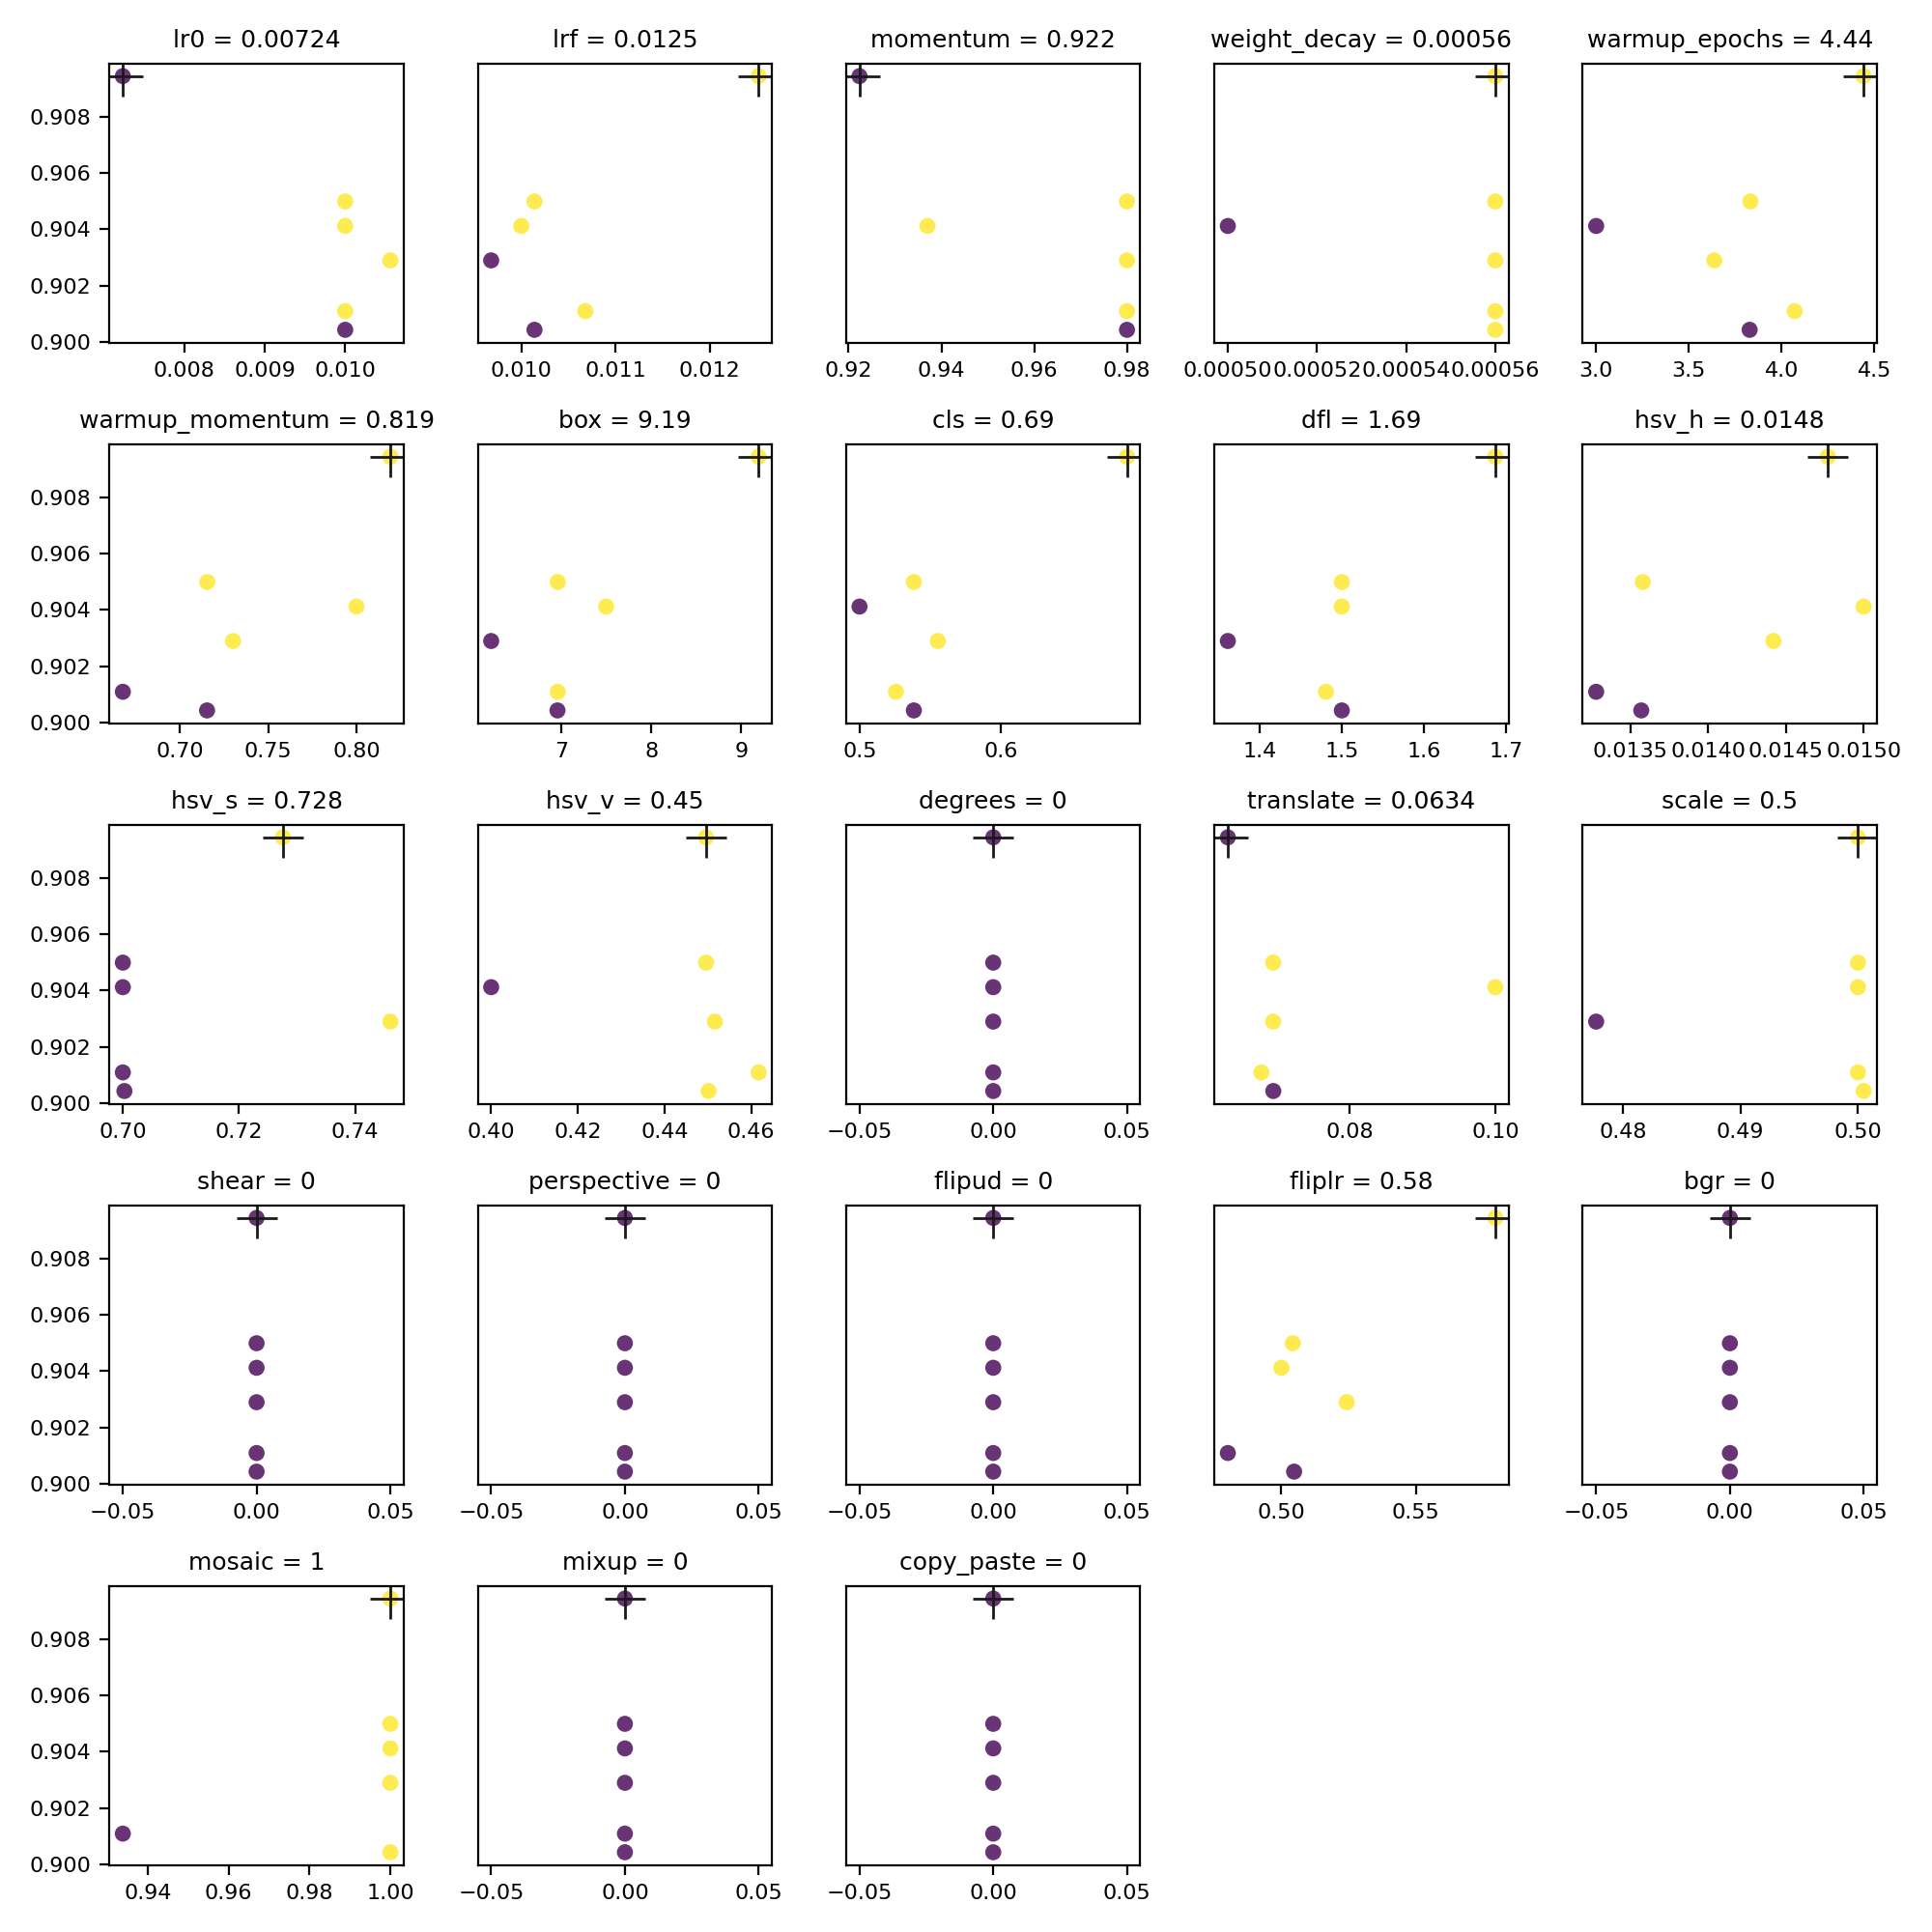 lr0 = 0.00724 lrf = 0.0125 momentum = 0.922 weight_decay = 0.00056 warmup_epochs = 4.44
0.908
0.906
0.904
0.902
0.900
0.008 0.009 0.010 0.010 0.011 0.012 0.92 0.94 0.96 0.98 0.00050 0.00052 0.00054 0.00056 3.0 3.5 4.0 4.5
warmup_momentum = 0.819 box = 9.19 cls = 0.69 dfl = 1.69 hsv_h = 0.0148
0.908
0.906
0.904
0.902
0.900
0.70 0.75 0.80 7 8 9 0.5 0.6 1.4 1.5 1.6 1.7 0.0135 0.0140 0.0145 0.0150
hsv_s = 0.728 hsv_v = 0.45 degrees = 0 translate = 0.0634 scale = 0.5
0.908
0.906
0.904
0.902
0.900
0.70 0.72 0.74 0.40 0.42 0.44 0.46 −0.05 0.00 0.05 0.08 0.10 0.48 0.49 0.50
shear = 0 perspective = 0 flipud = 0 fliplr = 0.58 bgr = 0
0.908
0.906
0.904
0.902
0.900
−0.05 0.00 0.05 −0.05 0.00 0.05 −0.05 0.00 0.05 0.50 0.55 −0.05 0.00 0.05
mosaic = 1 mixup = 0 copy_paste = 0
0.908
0.906
0.904
0.902
0.900
0.94 0.96 0.98 1.00 −0.05 0.00 0.05 −0.05 0.00 0.05